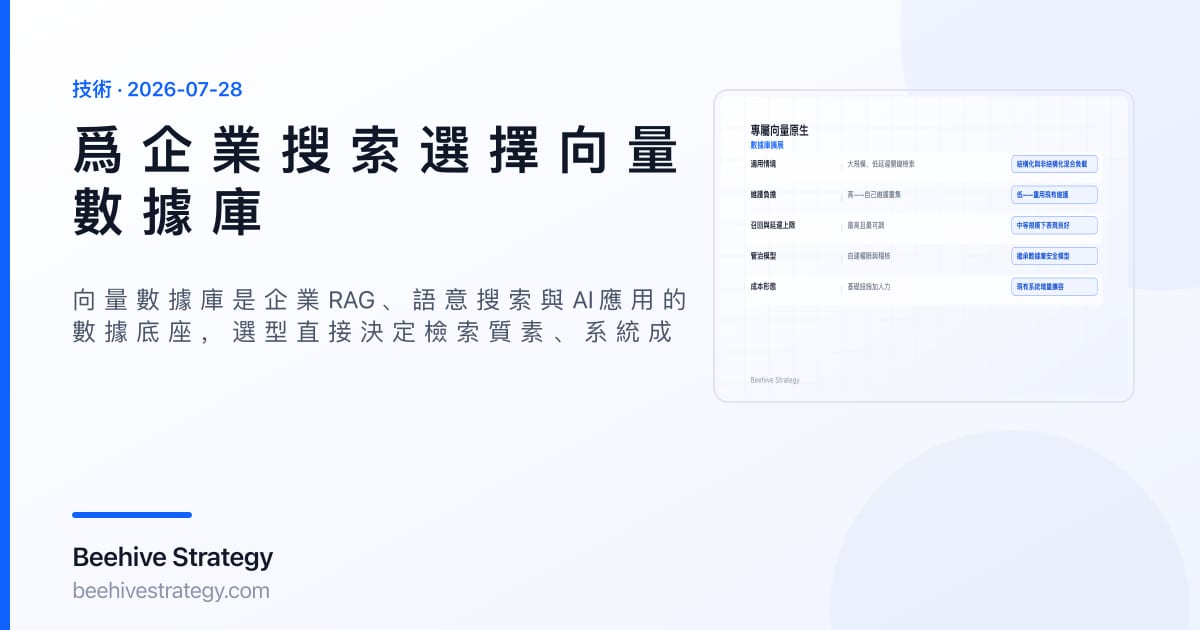 技術 · 2026-07-28
爲企業搜索選擇向量
數據庫
向量數據庫是企業RAG、語意搜索與AI應用的
數據底座，選型直接決定檢索質素、系統成
Beehive Strategy
beehivestrategy.com
專屬向量原生
數據庫擴展
適用情境 大規模、低延遲關鍵檢索 結構化與非結構化混合負載
維護負擔 高——自己維護叢集 低——重用現有維護
召回與延遲上限 最高且最可調 中等規模下表現良好
管治模型 自建權限與稽核 繼承數據庫安全模型
成本形態 基礎設施加人力 現有系統增量擴容
Beehive Strategy